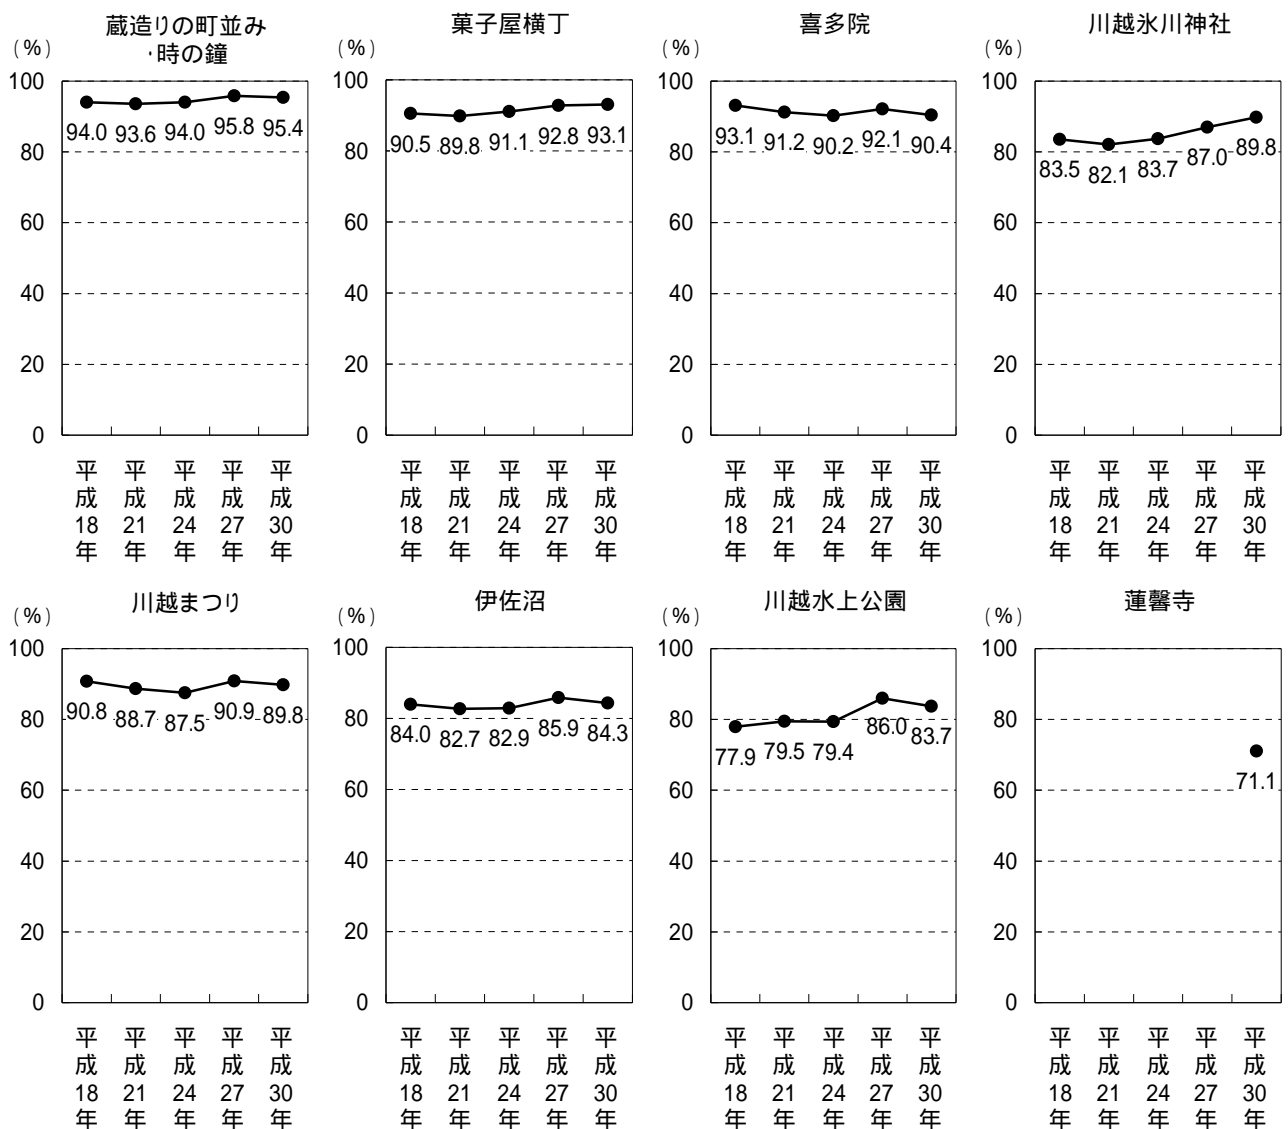 蔵造りの町並み
・時の鐘
(%)
100
80
60
40
20
0
94.0 93.6 94.0 95.8 95.4
平成18年 平成21年 平成24年 平成27年 平成30年
菓子屋横丁
(%)
100
80
60
40
20
0
90.5 89.8 91.1 92.8 93.1
平成18年 平成21年 平成24年 平成27年 平成30年
喜多院
(%)
100
80
60
40
20
0
93.1 91.2 90.2 92.1 90.4
平成18年 平成21年 平成24年 平成27年 平成30年
川越氷川神社
(%)
100
80
60
40
20
0
83.5 82.1 83.7 87.0 89.8
平成18年 平成21年 平成24年 平成27年 平成30年
川越まつり
(%)
100
80
60
40
20
0
90.8 88.7 87.5 90.9 89.8
平成18年 平成21年 平成24年 平成27年 平成30年
伊佐沼
(%)
100
80
60
40
20
0
84.0 82.7 82.9 85.9 84.3
平成18年 平成21年 平成24年 平成27年 平成30年
川越水上公園
(%)
100
80
60
40
20
0
77.9 79.5 79.4 86.0 83.7
平成18年 平成21年 平成24年 平成27年 平成30年
蓮馨寺
(%)
100
80
60
40
20
0
71.1
平成18年 平成21年 平成24年 平成27年 平成30年